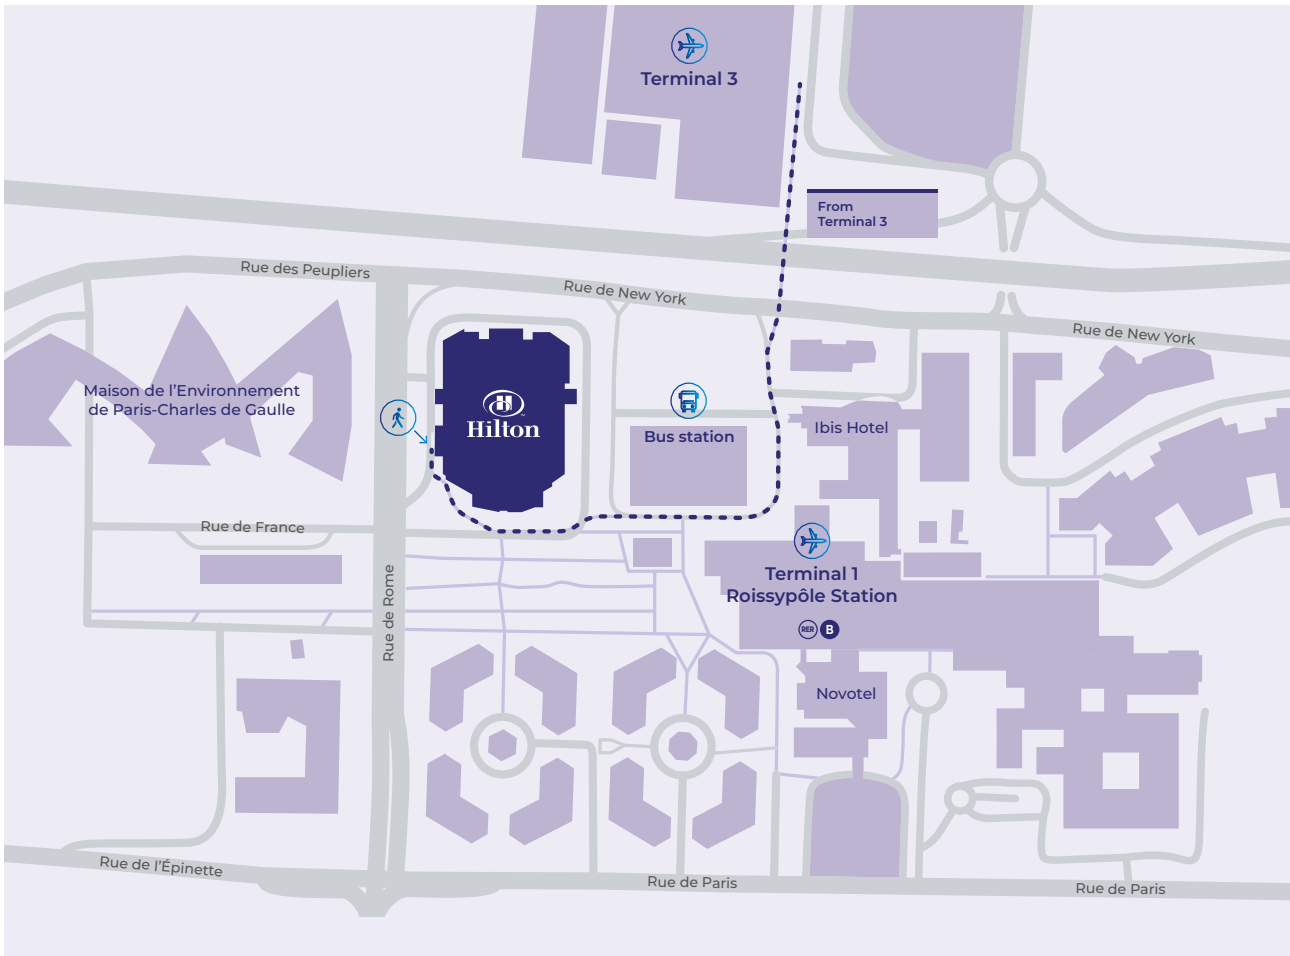 Terminal 3
From
Terminal 3
Rue des Peupliers
Rue de New York
Rue de New York
Maison de l'Environnement
de Paris-Charles de Gaulle
H
Hilton
Bus station
Ibis Hotel
Rue de France
Terminal 1
Roissypôle Station
RER B
Rue de Rome
Novotel
Rue de l'Épinette
Rue de Paris
Rue de Paris